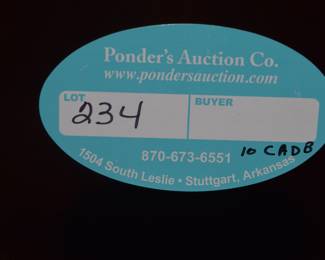 Ponder's Auction Co.
www.pondersauction.com
LOT BUYER
234
870-673-6551 10 CADB
1504 South Leslie • Stuttgart, Arkansas